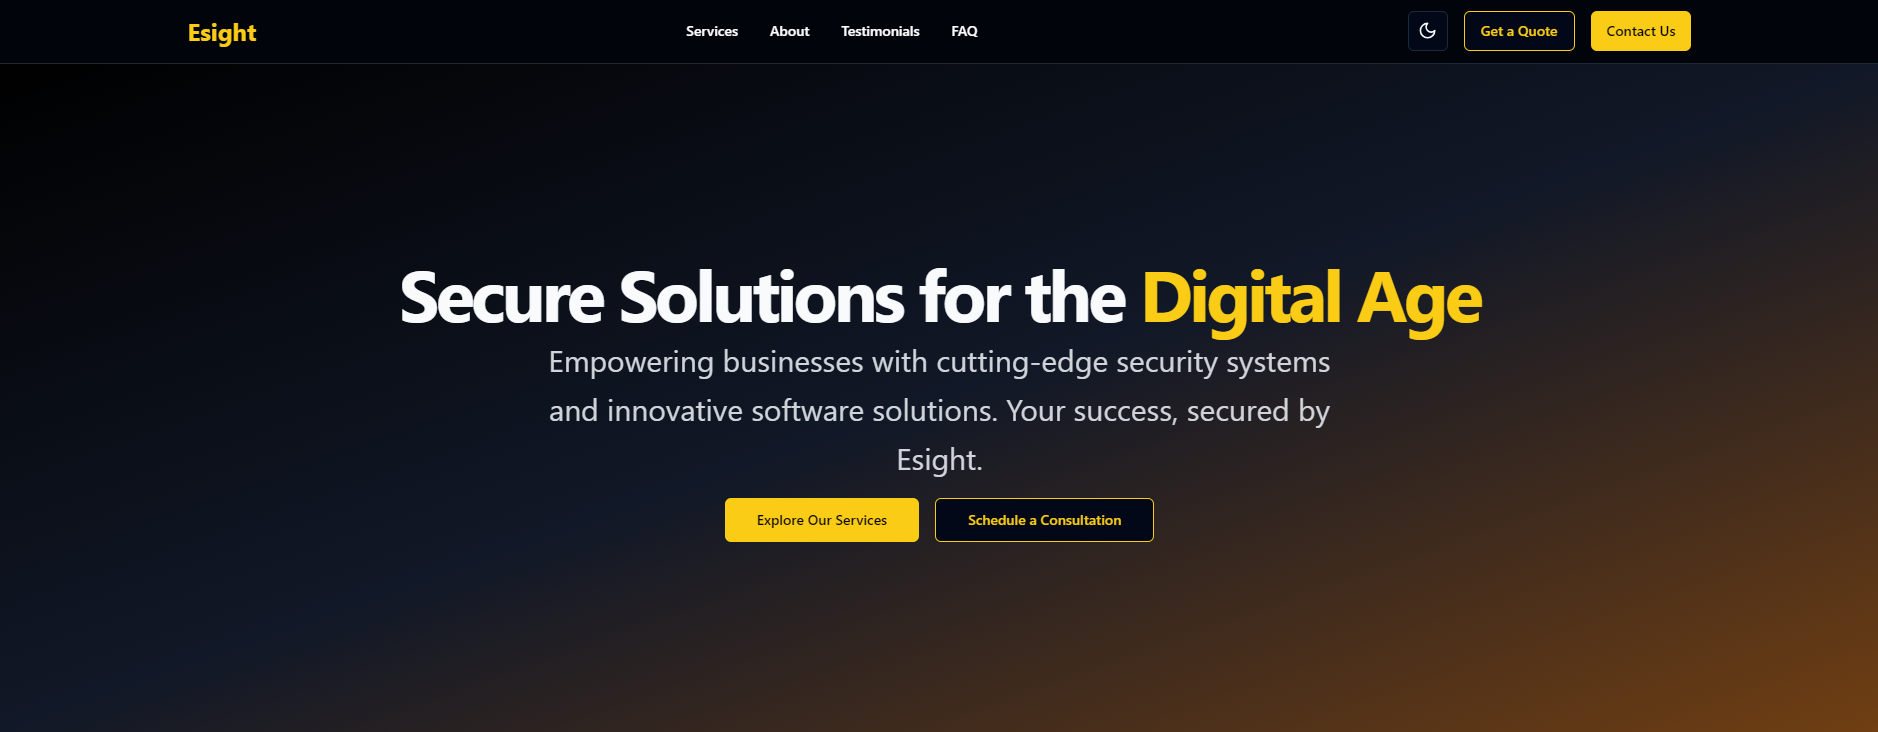 Esight
Services
About
Testimonials
FAQ
Get a Quote
Contact Us
Secure Solutions for the Digital Age
Empowering businesses with cutting-edge security systems
and innovative software solutions. Your success, secured by
Esight.
Explore Our Services
Schedule a Consultation